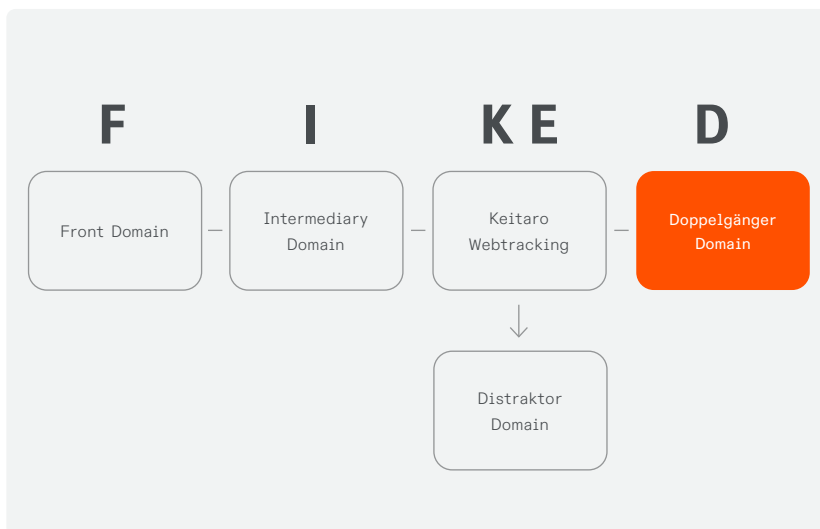 F I K E D
Front Domain
Intermediary
Domain
Keitaro
Webtracking
Doppelgänger
Domain
Distraktor
Domain